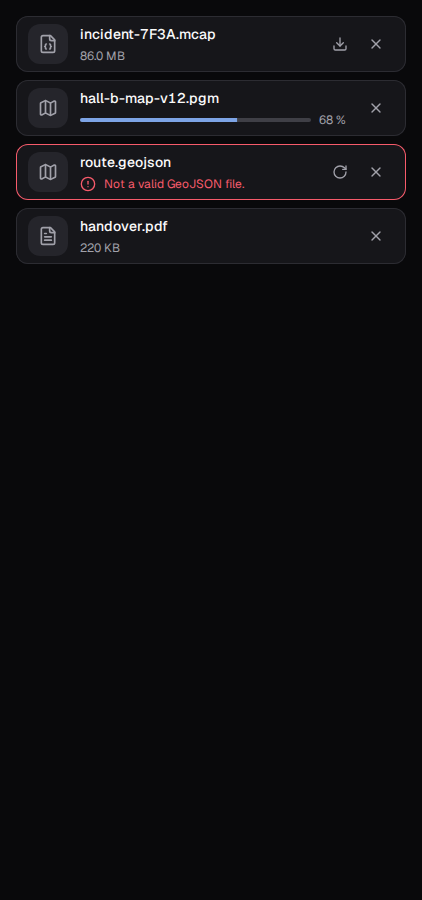 incident-7F3A.mcap
86.0 MB
hall-b-map-v12.pgm
68 %
route.geojson
Not a valid GeoJSON file.
handover.pdf
220 KB